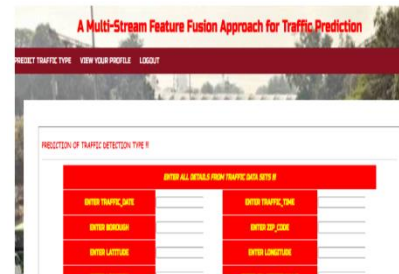 A Multi-Stream Feature Fusion Approach for Traffic Prediction
PREDICT TRAFFIC TYPE VIEW YOUR PROFILE LOGOUT
PREDICTION OF TRAFFIC DETECTION TYPE !!
ENTER ALL DETAILS FROM TRAFFIC DATA SETS !!
ENTER TRAFFIC_DATE ENTER TRAFFIC_TIME
ENTER BOROUGH ENTER ZIP_CODE
ENTER LATITUDE ENTER LONGITUDE